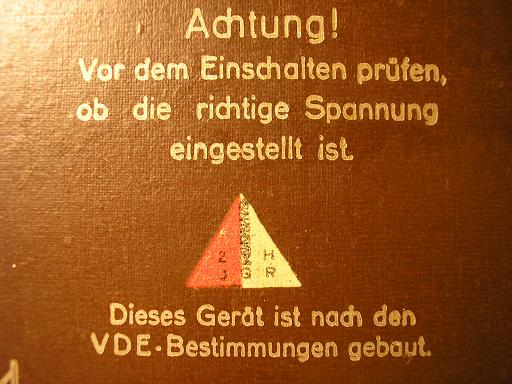 Achtung!
Vor dem Einschalten prüfen,
ob die richtige Spannung
eingestellt ist.
H
R
Dieses Gerät ist nach den
VDE-Bestimmungen gebaut.